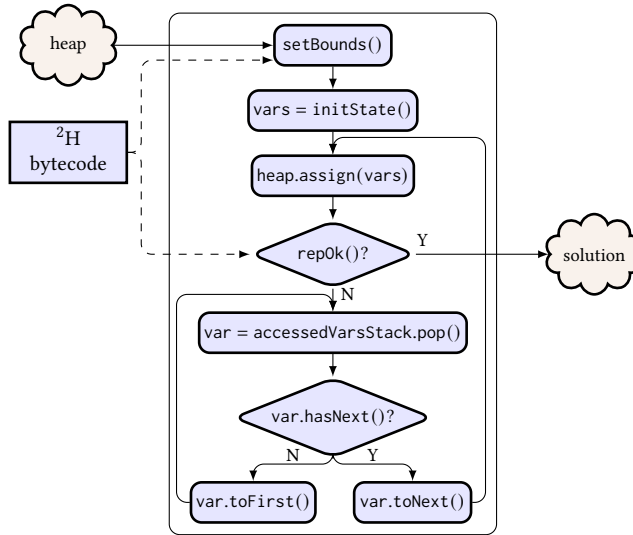 heap
setBounds()
vars = initState()
²H
bytecode
heap.assign(vars)
repOk()?
Y
solution
N
var = accessedVarsStack.pop()
var.hasNext()?
N
Y
var.toFirst()
var.toNext()